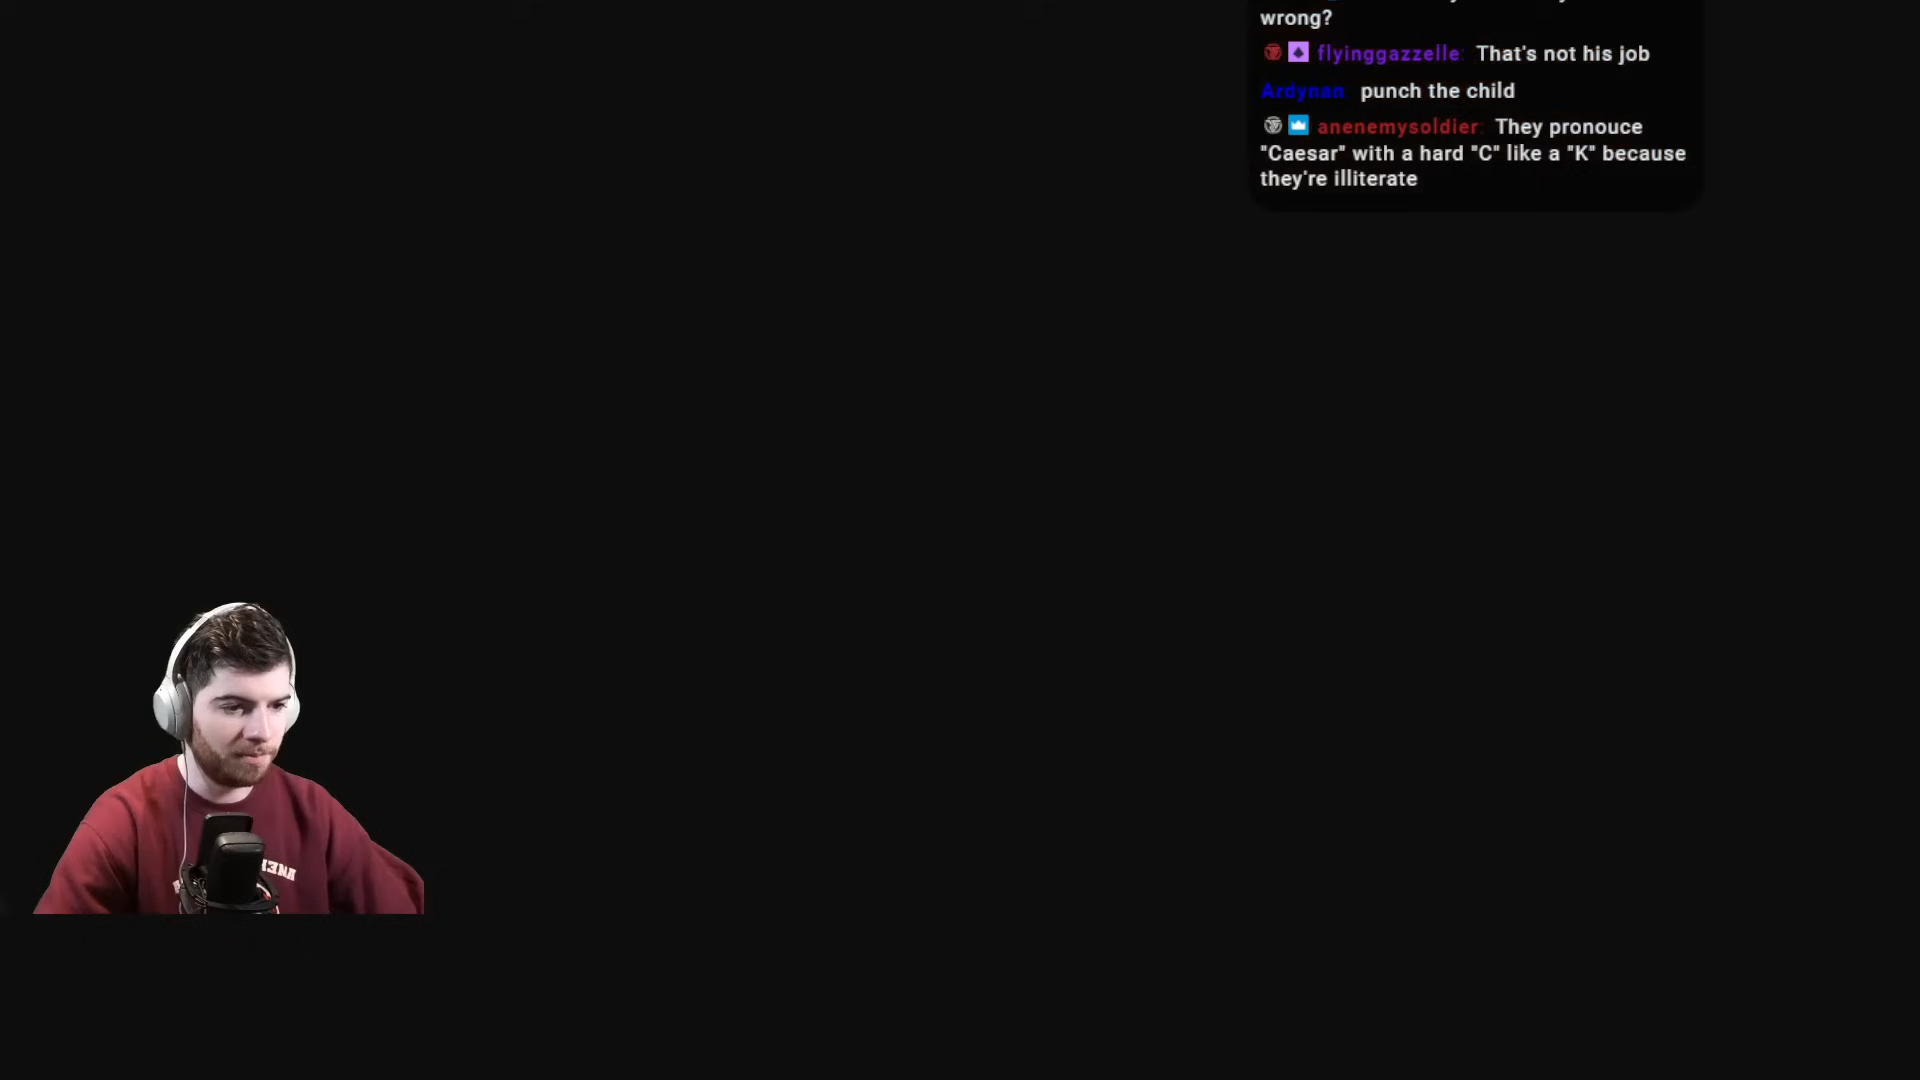 wrong?
flyinggazzelle: That's not his job
Ardynan: punch the child
anenemysoldier: They pronouce
"Caesar" with a hard "C" like a "K" because
they're illiterate